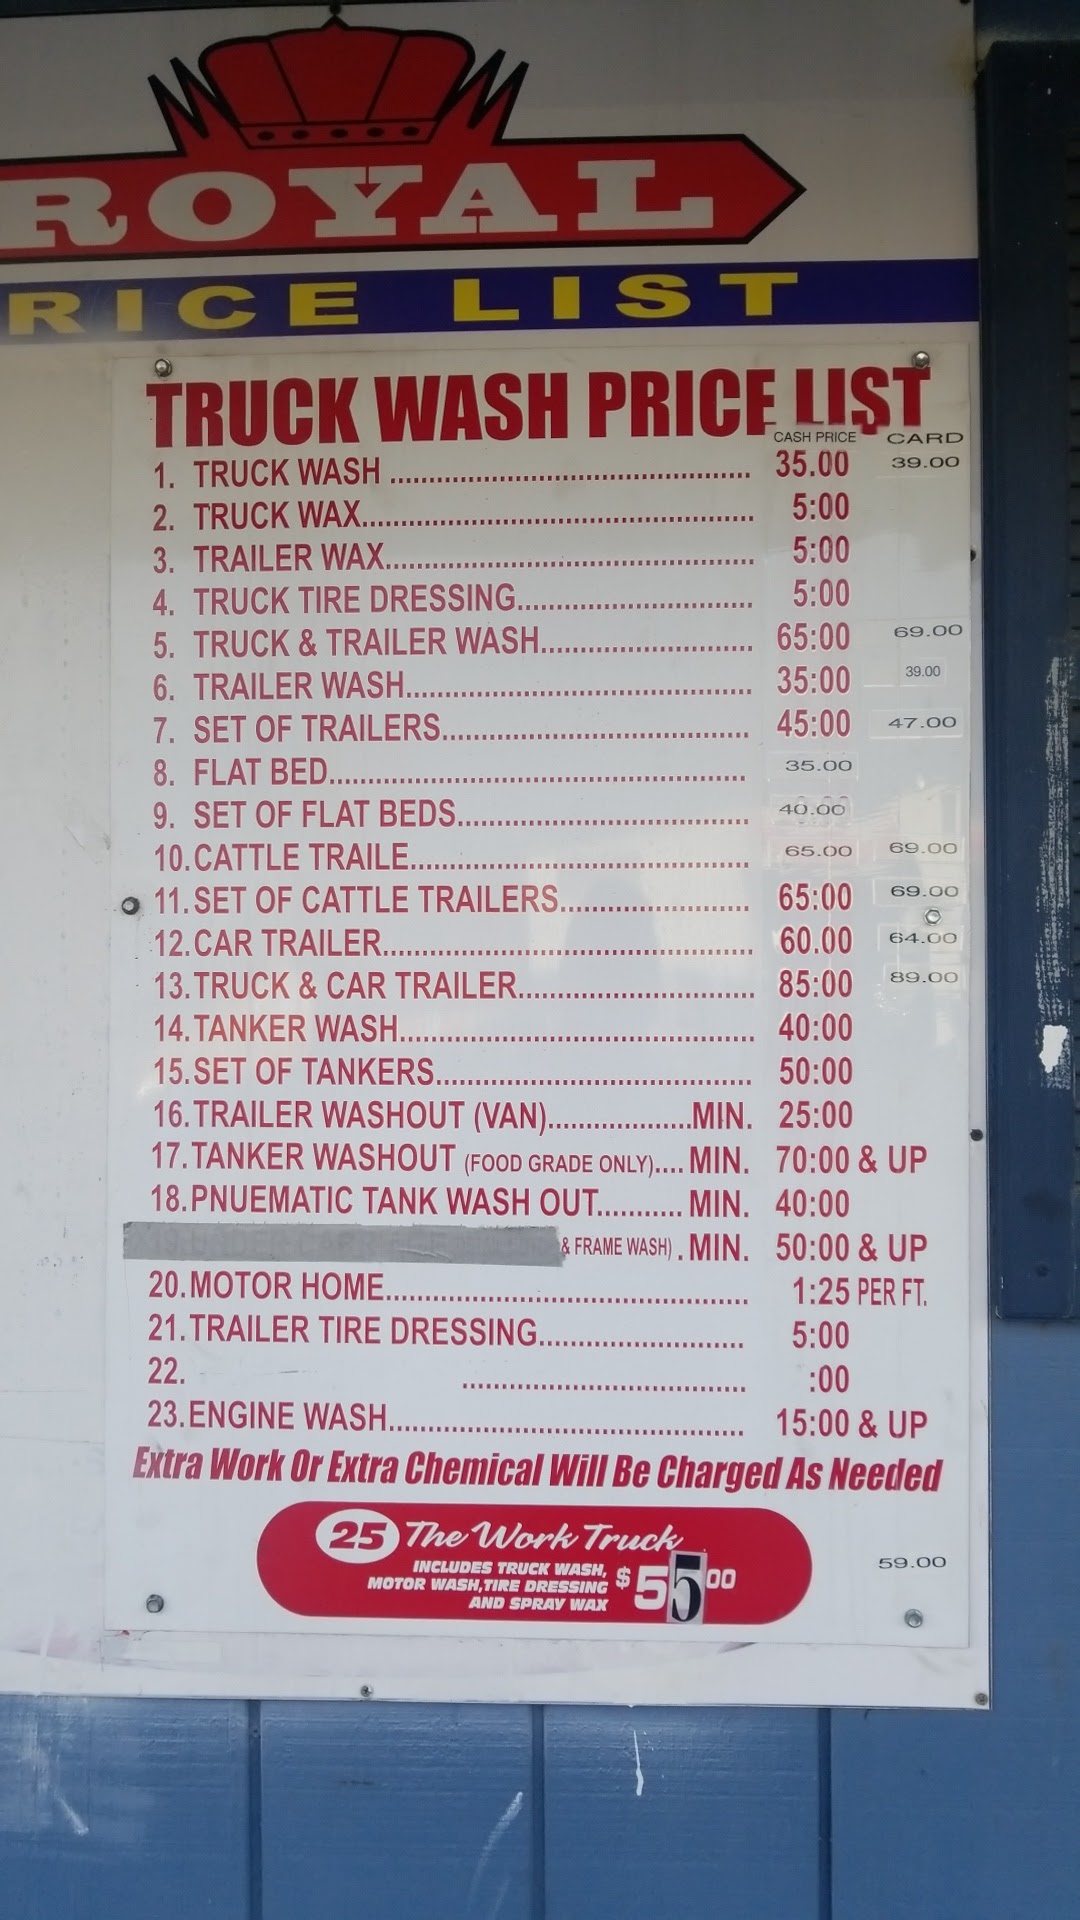 ROYAL
RICE LIST
TRUCK WASH PRICE LIST
CASH PRICE CARD
1. TRUCK WASH .......... 35.00 39.00
2. TRUCK WAX.......... 5:00
3. TRAILER WAX.......... 5:00
4. TRUCK TIRE DRESSING.......... 5:00
5. TRUCK & TRAILER WASH.......... 65:00 69.00
6. TRAILER WASH.......... 35:00 39.00
7. SET OF TRAILERS.......... 45:00 47.00
8. FLAT BED.......... 35.00
9. SET OF FLAT BEDS.......... 40.00
10. CATTLE TRAILE.......... 65.00 69.00
11. SET OF CATTLE TRAILERS.......... 65:00 69.00
12. CAR TRAILER.......... 60.00 64.00
13. TRUCK & CAR TRAILER.......... 85:00 89.00
14. TANKER WASH.......... 40:00
15. SET OF TANKERS.......... 50:00
16. TRAILER WASHOUT (VAN)..........MIN. 25:00
17. TANKER WASHOUT (FOOD GRADE ONLY).... MIN. 70:00 & UP
18. PNUEMATIC TANK WASH OUT.......... MIN. 40:00
& FRAME WASH) . MIN. 50:00 & UP
20. MOTOR HOME.......... 1:25 PER FT.
21. TRAILER TIRE DRESSING.......... 5:00
22. .......... :00
23. ENGINE WASH.......... 15:00 & UP
Extra Work Or Extra Chemical Will Be Charged As Needed
25 The Work Truck
INCLUDES TRUCK WASH,
MOTOR WASH,TIRE DRESSING
AND SPRAY WAX
$55.00 59.00